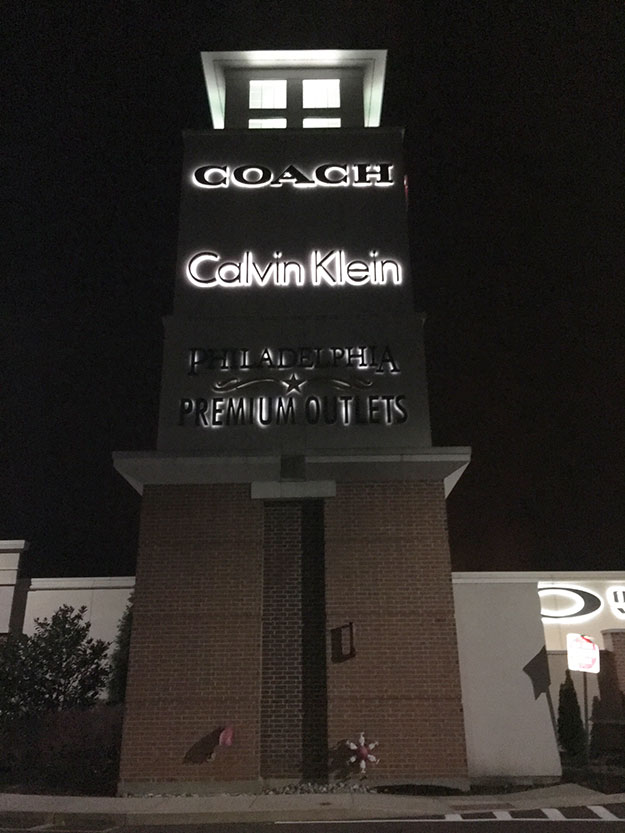 COACH
Calvin Klein
PHILADELPHIA
PREMIUM OUTLETS